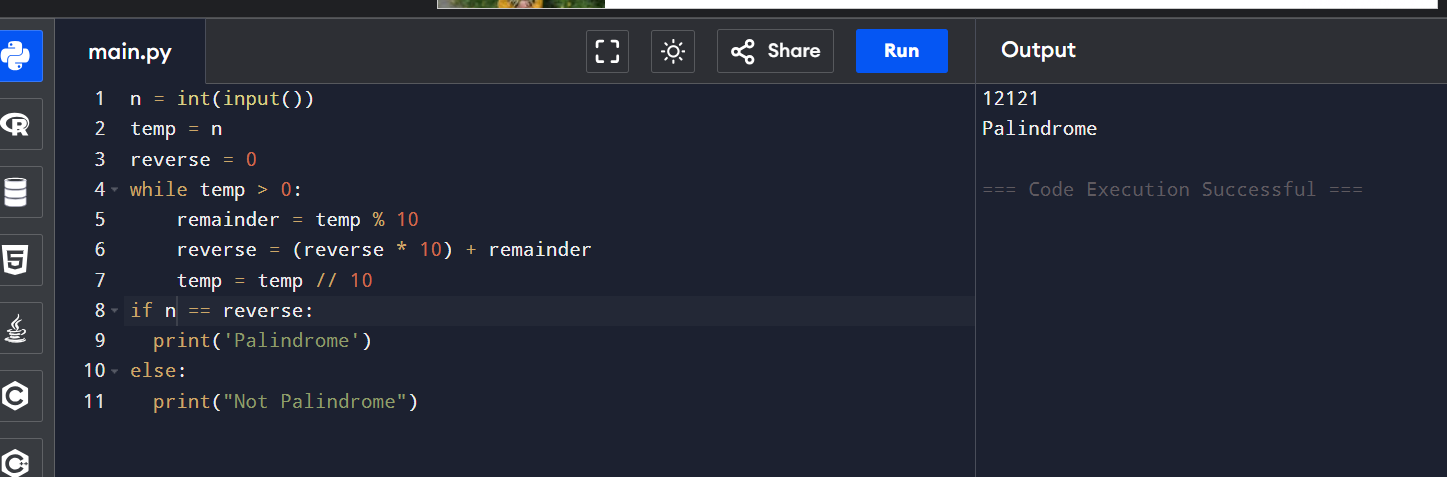 main.py
Share
Run
Output
1 n = int(input())
2 temp = n
3 reverse = 0
4 while temp > 0:
5     remainder = temp % 10
6     reverse = (reverse * 10) + remainder
7     temp = temp // 10
8 if n == reverse:
9   print('Palindrome')
10 else:
11   print("Not Palindrome")
12121
Palindrome
=== Code Execution Successful ===
R
5
C
C